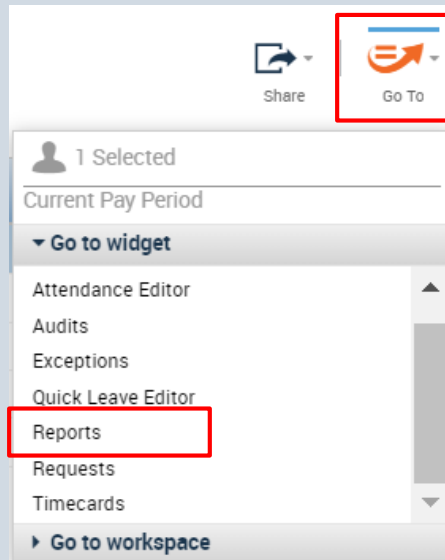 Share
Go To
1 Selected
Current Pay Period
Go to widget
Attendance Editor
Audits
Exceptions
Quick Leave Editor
Reports
Requests
Timecards
Go to workspace